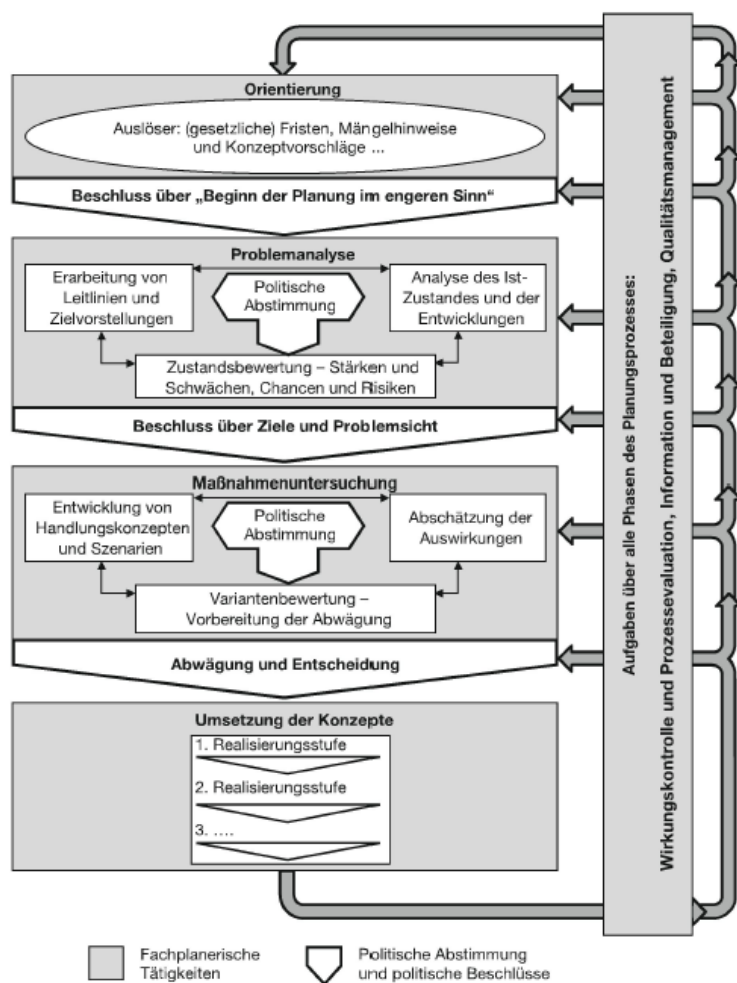 Orientierung
Auslöser: (gesetzliche) Fristen, Mängelhinweise
und Konzeptvorschläge ...
Beschluss über „Beginn der Planung im engeren Sinn“
Problemanalyse
Erarbeitung von
Leitlinien und
Zielvorstellungen
Politische
Abstimmung
Analyse des Ist-
Zustandes und der
Entwicklungen
Zustandsbewertung – Stärken und
Schwächen, Chancen und Risiken
Beschluss über Ziele und Problemsicht
Maßnahmenuntersuchung
Entwicklung von
Handlungskonzepten
und Szenarien
Politische
Abstimmung
Abschätzung der
Auswirkungen
Variantenbewertung –
Vorbereitung der Abwägung
Abwägung und Entscheidung
Umsetzung der Konzepte
1. Realisierungsstufe
2. Realisierungsstufe
3. ....
Aufgaben über alle Phasen des Planungsprozesses:
Wirkungskontrolle und Prozessevaluation, Information und Beteiligung, Qualitätsmanagement
Fachplanerische
Tätigkeiten
Politische Abstimmung
und politische Beschlüsse